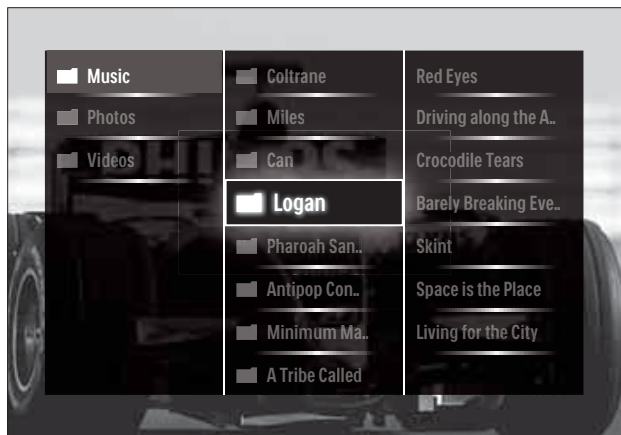 Music
Photos
Videos
Coltrane
Miles
Can
Logan
Pharoah San..
Antipop Con..
Minimum Ma..
A Tribe Called
Red Eyes
Driving along the A..
Crocodile Tears
Barely Breaking Eve..
Skint
Space is the Place
Living for the City